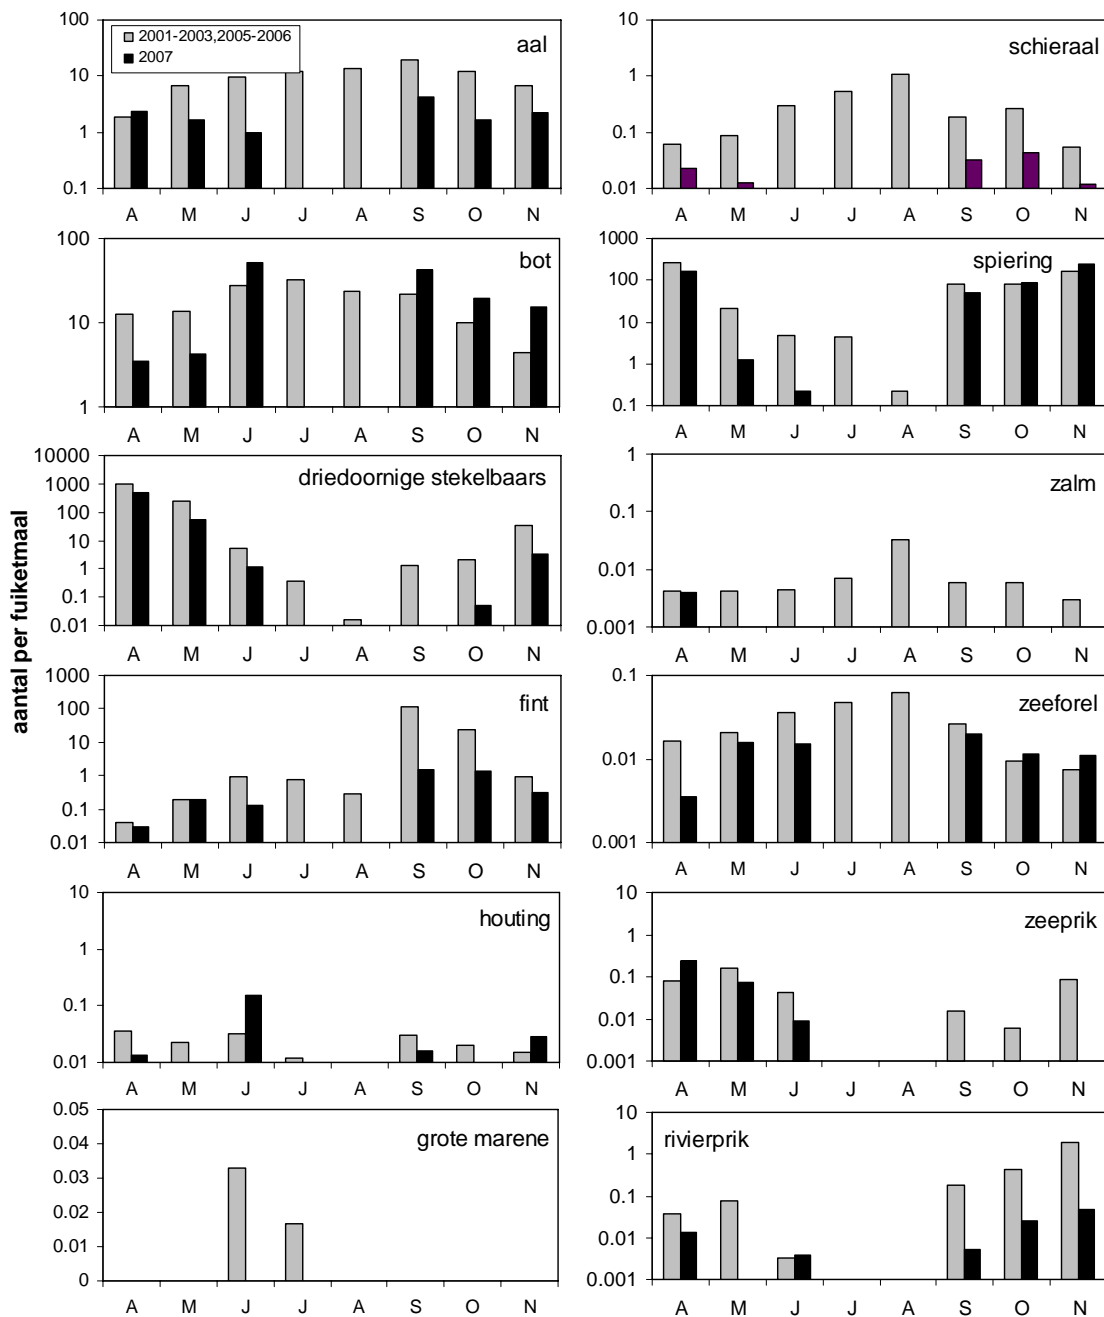 aantal per fuiketmaal
100
10
1
0.1
2001-2003,2005-2006
2007
aal
A M J J A S O N
10
1
0.1
0.01
schieraal
A M J J A S O N
100
10
1
bot
A M J J A S O N
1000
100
10
1
0.1
spiering
A M J J A S O N
10000
1000
100
10
1
0.1
0.01
driedoornige stekelbaars
A M J J A S O N
1
0.1
0.01
0.001
zalm
A M J J A S O N
1000
100
10
1
0.1
0.01
fint
A M J J A S O N
0.1
0.01
0.001
zeeforel
A M J J A S O N
10
1
0.1
0.01
houting
A M J J A S O N
10
1
0.1
0.01
0.001
zeeprik
A M J J A S O N
0.05
0.04
0.03
0.02
0.01
0
grote marene
A M J J A S O N
10
1
0.1
0.01
0.001
rivierprik
A M J J A S O N